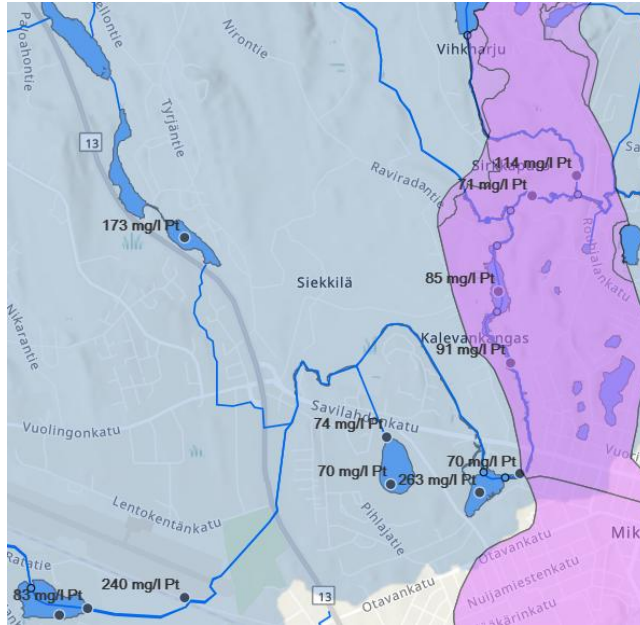 Vihkharju
Nirontie
Tyrjäntie
13
114 mg/l Pt
71 mg/l Pt
Raviradantie
173 mg/l Pt
Siekkilä
85 mg/l Pt
Nikarantie
Kalevankangas
91 mg/l Pt
Savilahdenkatu
74 mg/l Pt
Vuolingonkatu
70 mg/l Pt
70 mg/l Pt
263 mg/l Pt
Pihlajatie
Lentokentänkatu
Ratatie
240 mg/l Pt
83 mg/l Pt
13
Otavankatu
Otavankatu
Nuijamiestenkatu
Mik